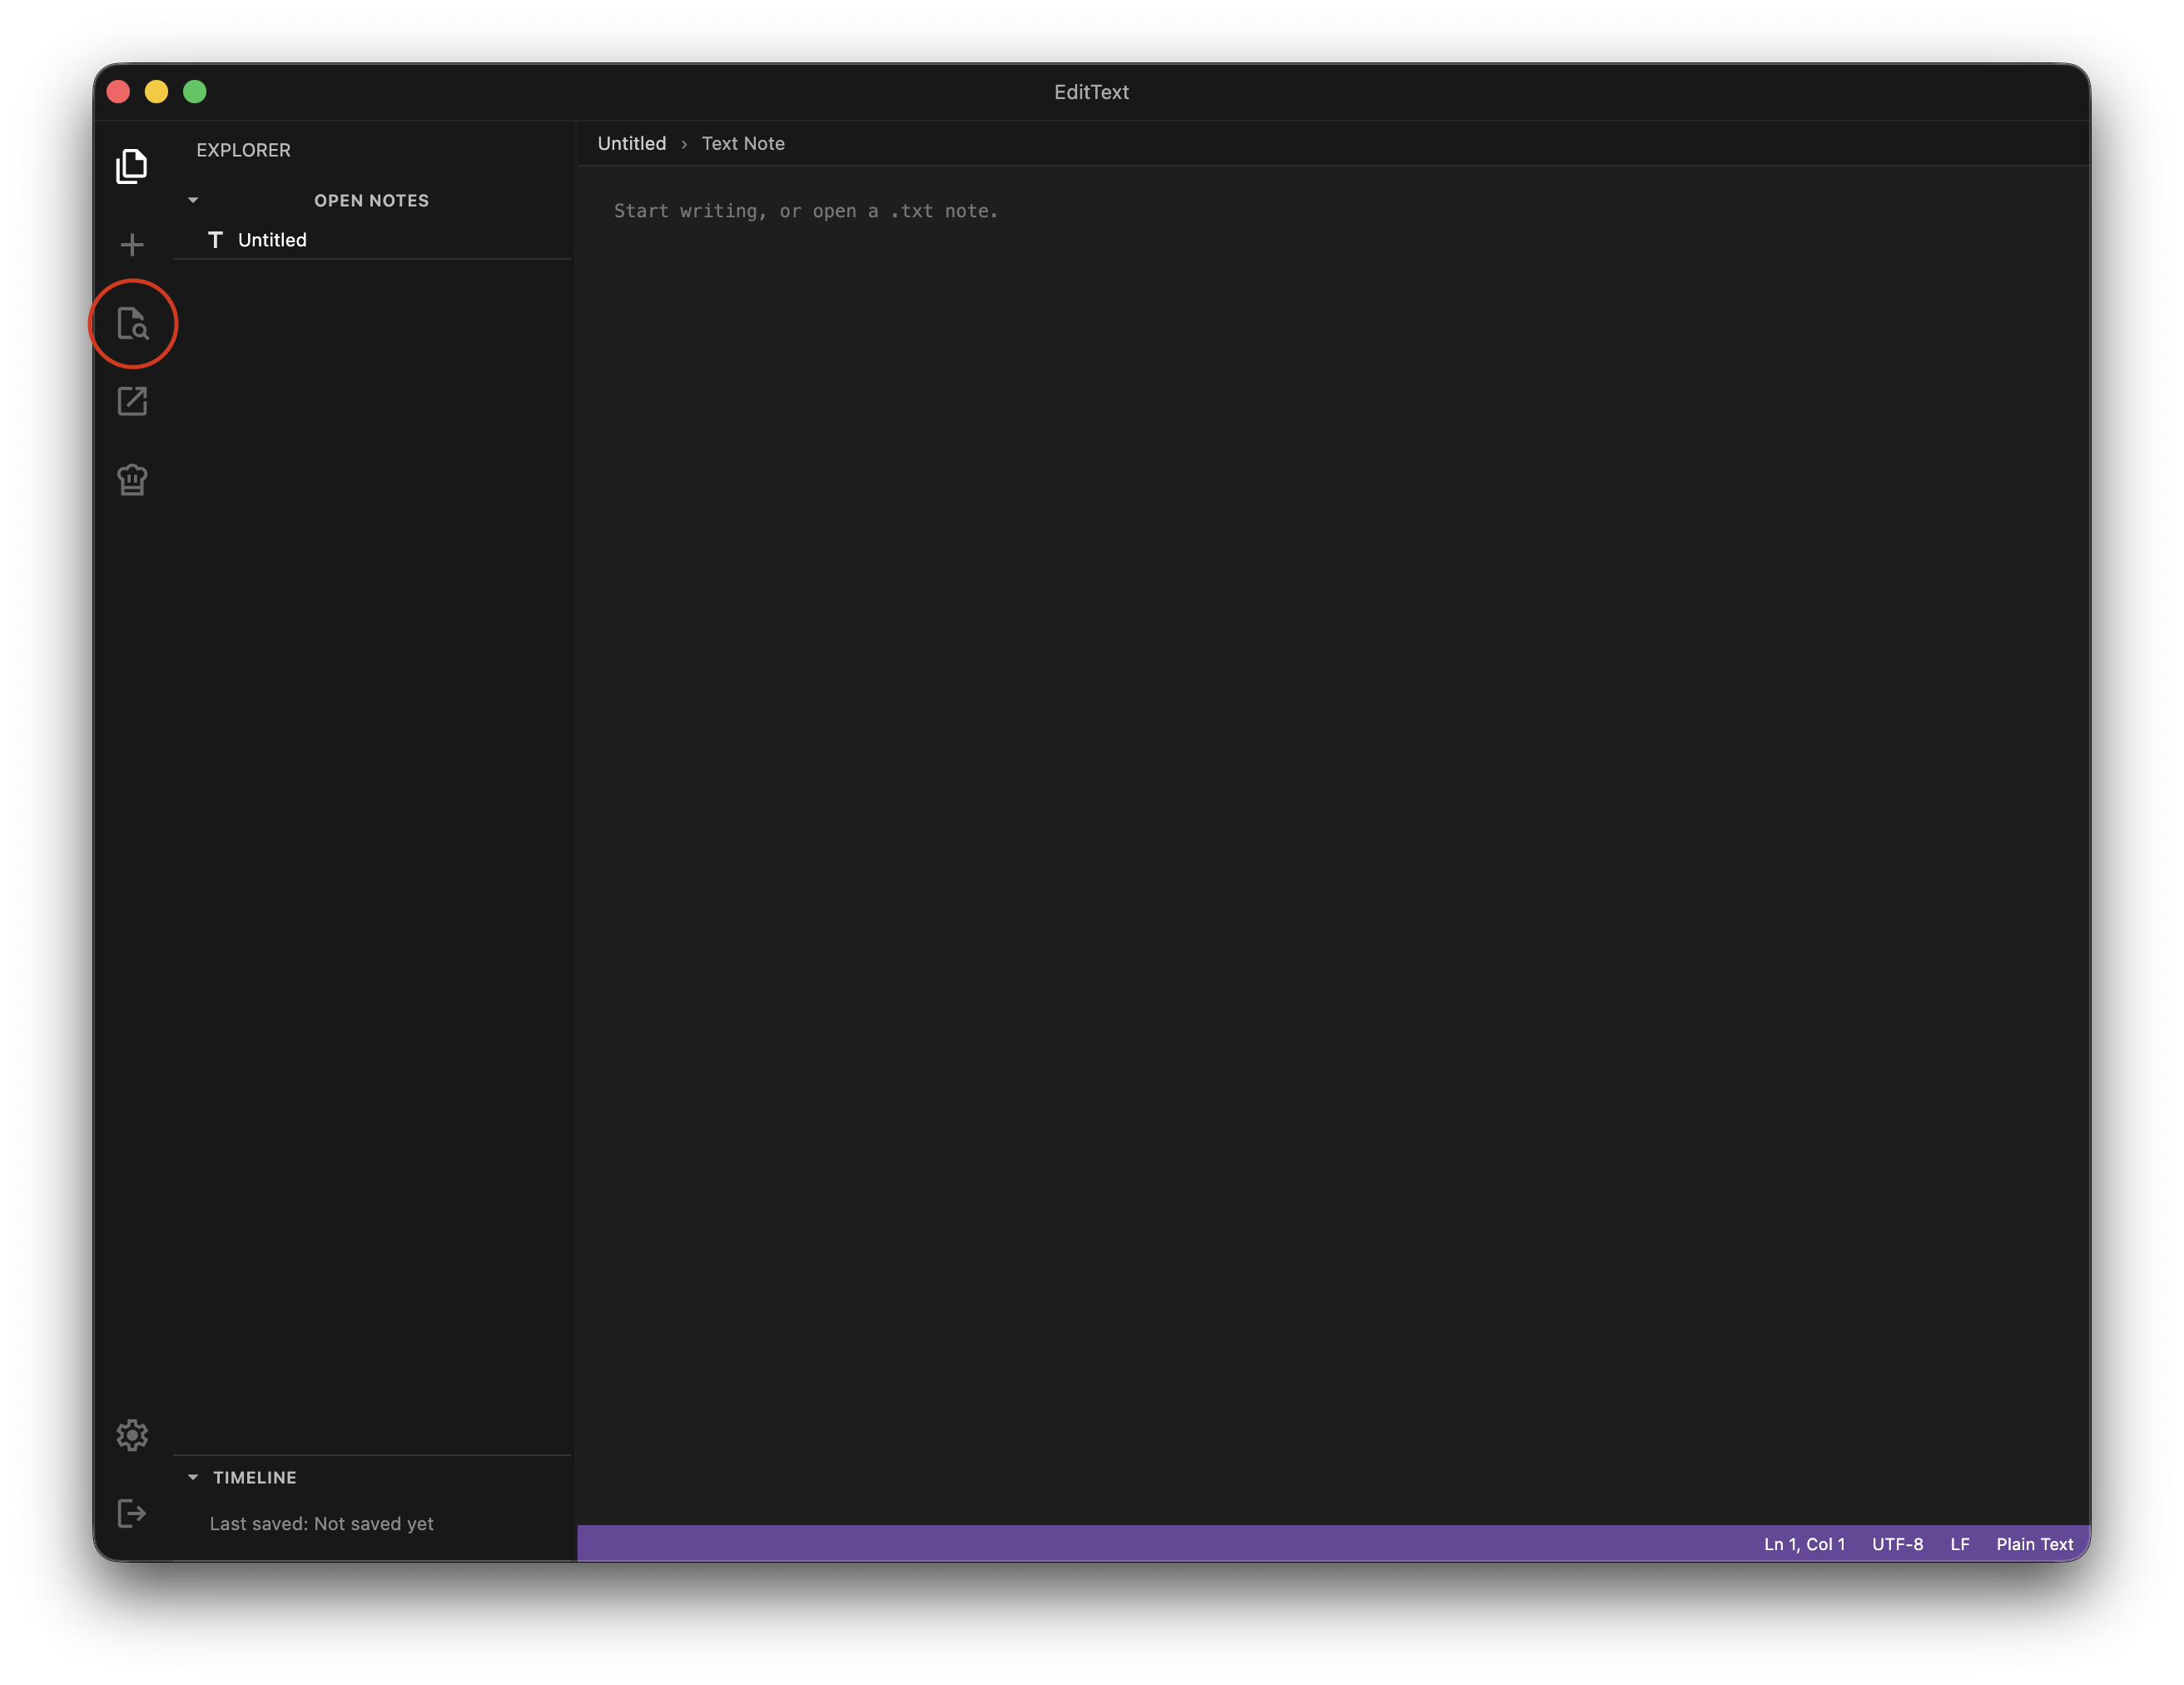 EditText
EXPLORER
OPEN NOTES
T Untitled
Untitled › Text Note
Start writing, or open a .txt note.
TIMELINE
Last saved: Not saved yet
Ln 1, Col 1 UTF-8 LF Plain Text